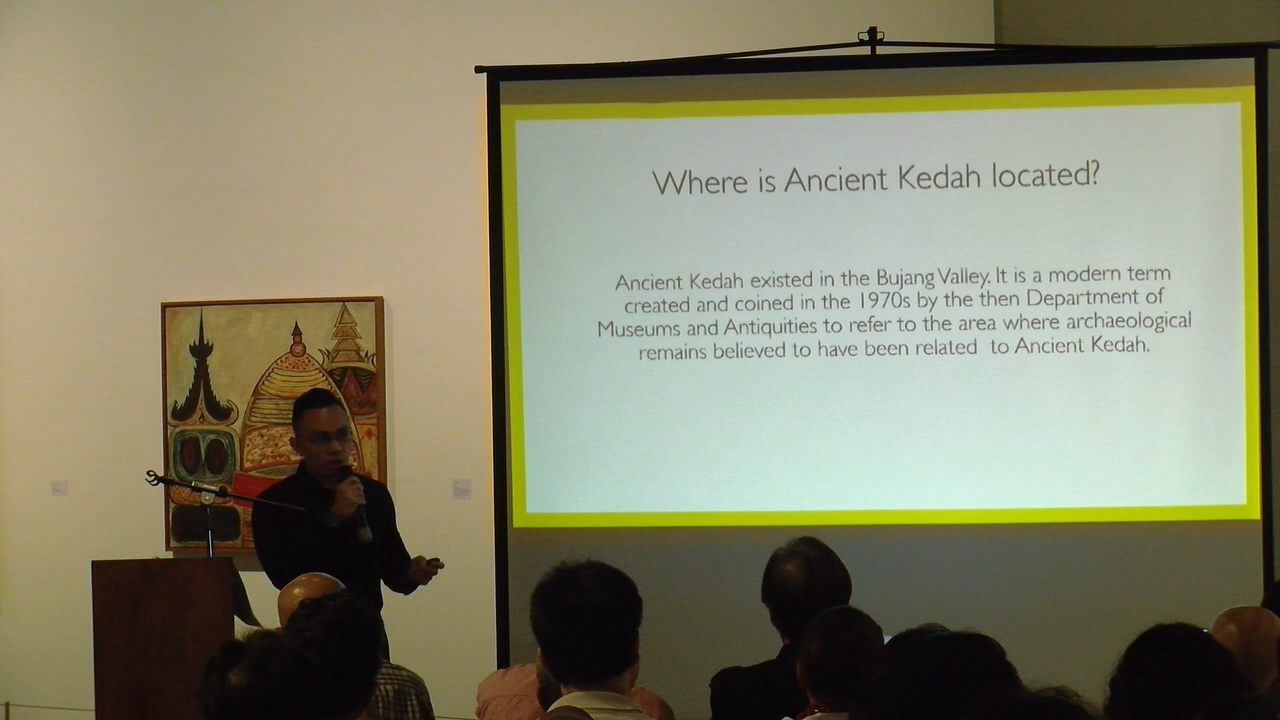 Where is Ancient Kedah located?
Ancient Kedah existed in the Bujang Valley. It is a modern term
created and coined in the 1970s by the then Department of
Museums and Antiquities to refer to the area where archaeological
remains believed to have been related  to Ancient Kedah.